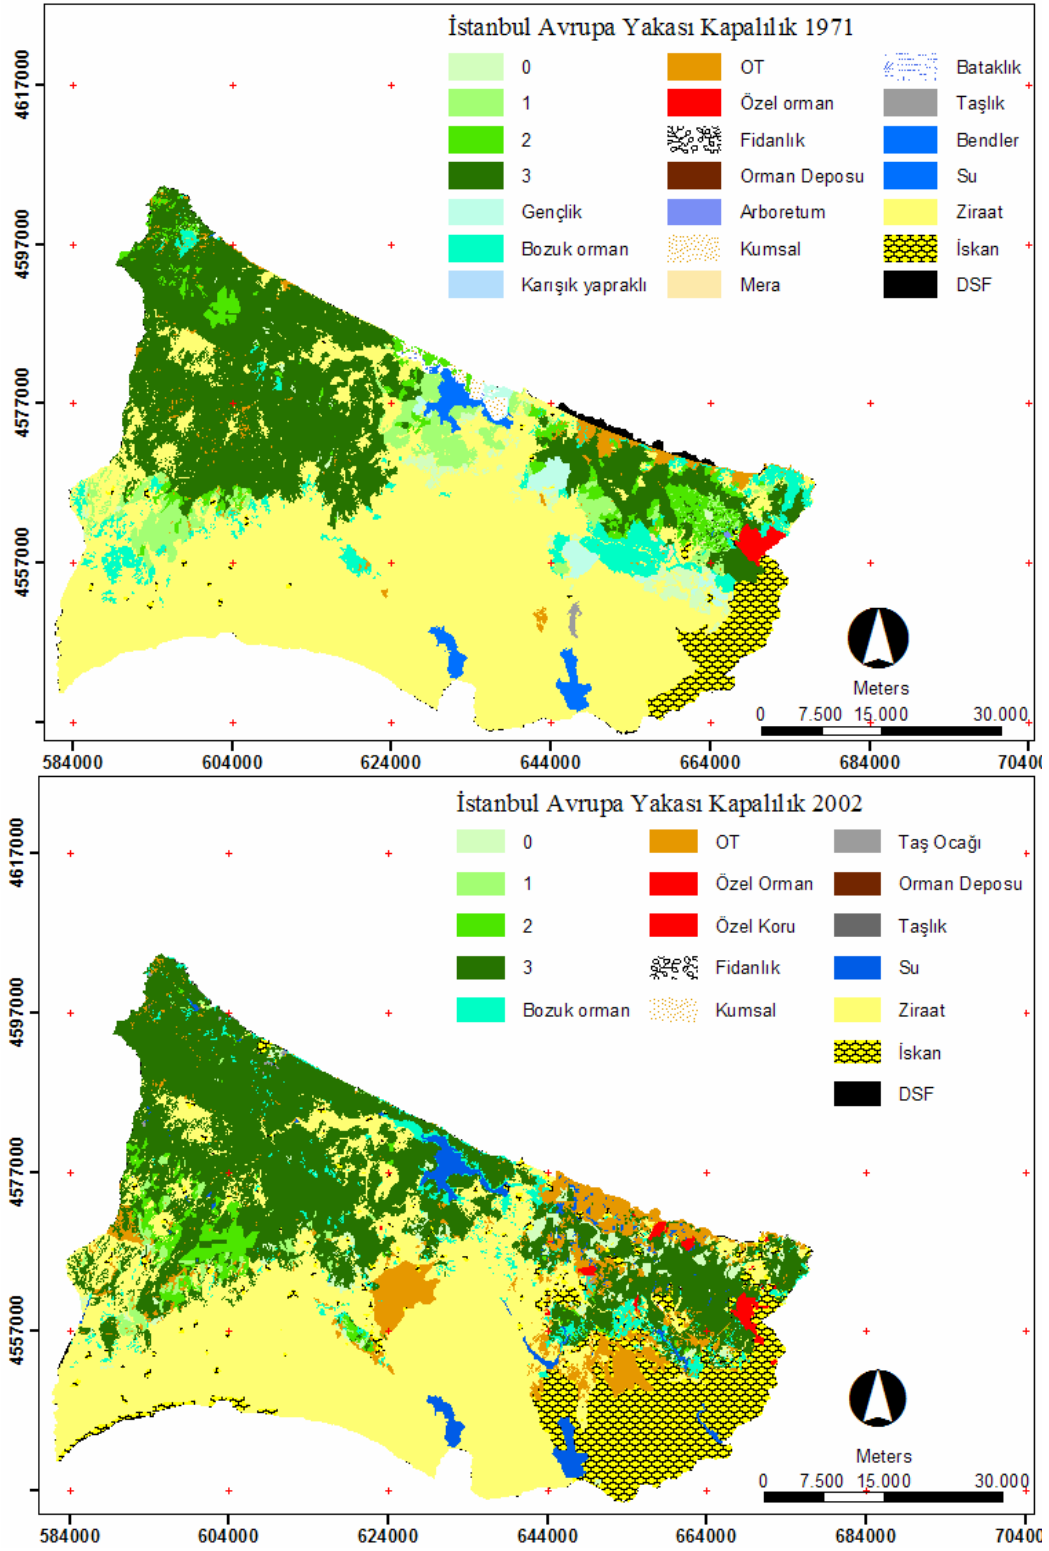 İstanbul Avrupa Yakası Kapalılık 1971
0 OT Bataklık
1 Özel orman Taşlık
2 Fidanlık Bendler
3 Orman Deposu Su
Gençlik Arboretum Ziraat
Bozuk orman Kumsal İskan
Karışık yapraklı Mera DSF
4617000
4597000
4577000
4557000
Meters
0 7.500 15.000 30.000
584000 604000 624000 644000 664000 684000 70400
İstanbul Avrupa Yakası Kapalılık 2002
0 OT Taş Ocağı
1 Özel Orman Orman Deposu
2 Özel Koru Taşlık
3 Fidanlık Su
Bozuk orman Kumsal Ziraat
İskan
DSF
4617000
4597000
4577000
4557000
Meters
0 7.500 15.000 30.000
584000 604000 624000 644000 664000 684000 70400